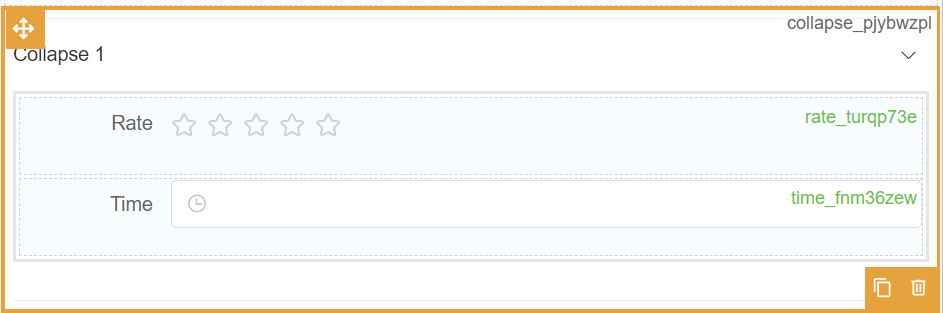 collapse_pjybwzpl
Collapse 1
Rate
rate_turqp73e
Time
time_fnm36zew